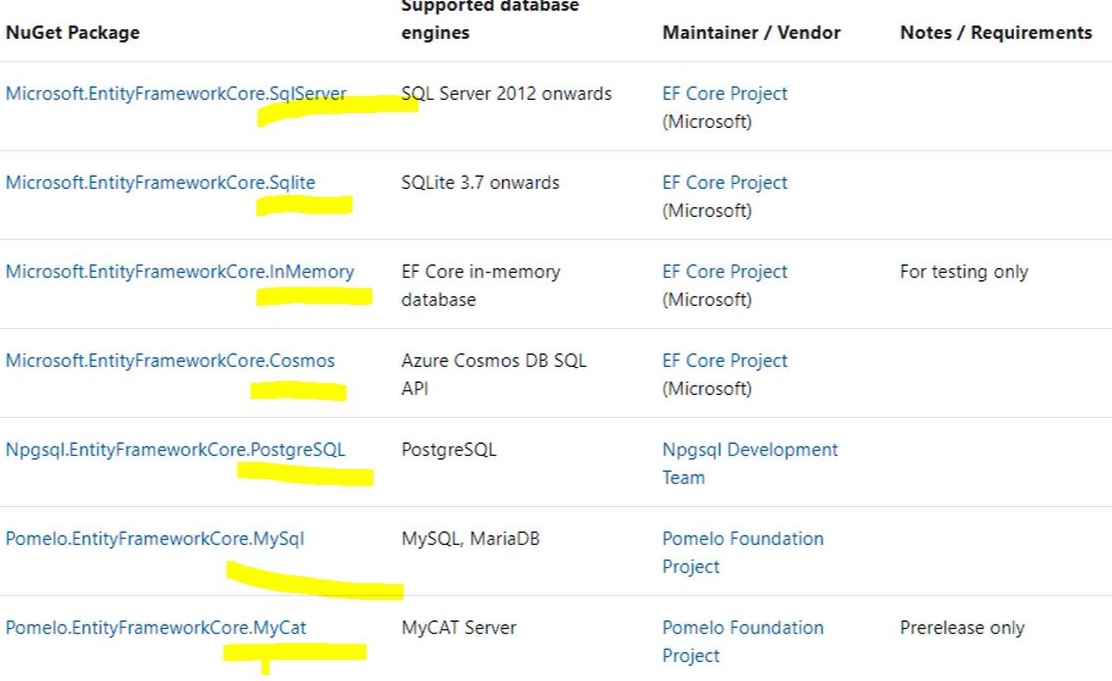 Supported database
NuGet Package engines Maintainer / Vendor Notes / Requirements
Microsoft.EntityFrameworkCore.SqlServer SQL Server 2012 onwards EF Core Project
(Microsoft)
Microsoft.EntityFrameworkCore.Sqlite SQLite 3.7 onwards EF Core Project
(Microsoft)
Microsoft.EntityFrameworkCore.InMemory EF Core in-memory EF Core Project For testing only
database (Microsoft)
Microsoft.EntityFrameworkCore.Cosmos Azure Cosmos DB SQL EF Core Project
API (Microsoft)
Npgsql.EntityFrameworkCore.PostgreSQL PostgreSQL Npgsql Development
Team
Pomelo.EntityFrameworkCore.MySql MySQL, MariaDB Pomelo Foundation
Project
Pomelo.EntityFrameworkCore.MyCat MyCAT Server Pomelo Foundation Prerelease only
Project